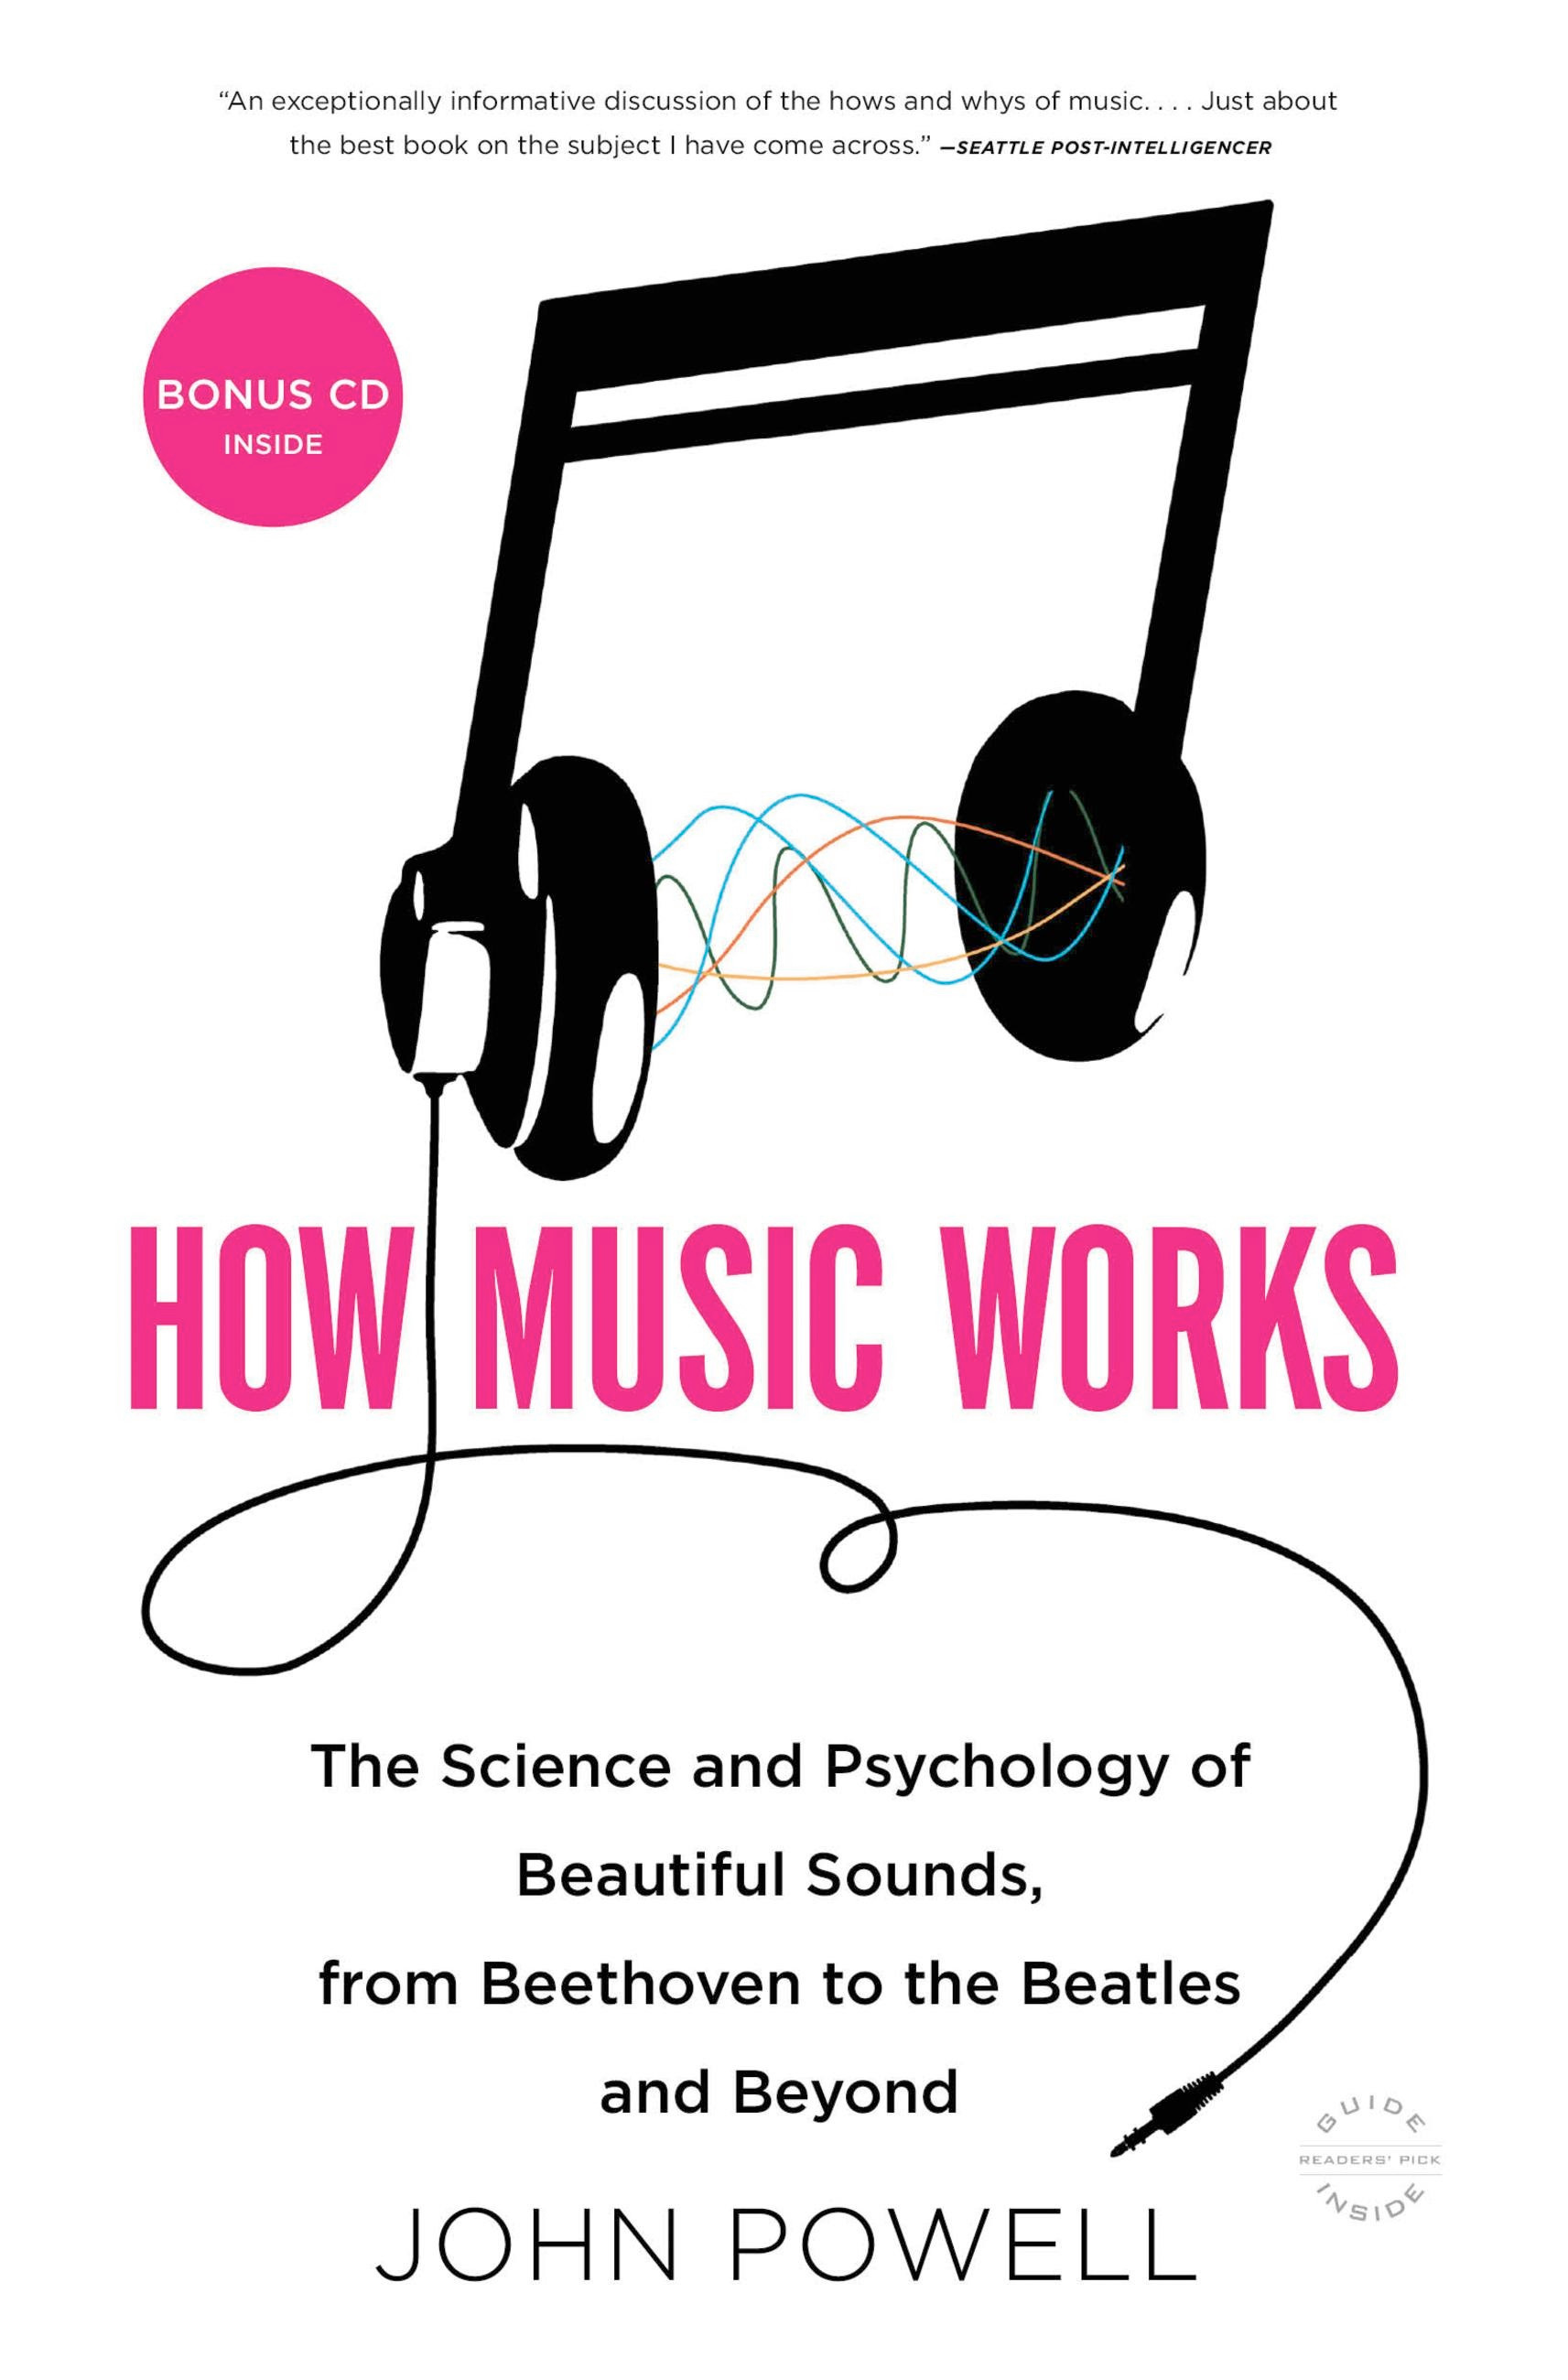 “An exceptionally informative discussion of the hows and whys of music. . . . Just about
the best book on the subject I have come across.” —SEATTLE POST-INTELLIGENCER
BONUS CD
INSIDE
HOW MUSIC WORKS
The Science and Psychology of
Beautiful Sounds,
from Beethoven to the Beatles
and Beyond
GUIDE
READERS’ PICK
INSIDE
JOHN POWELL